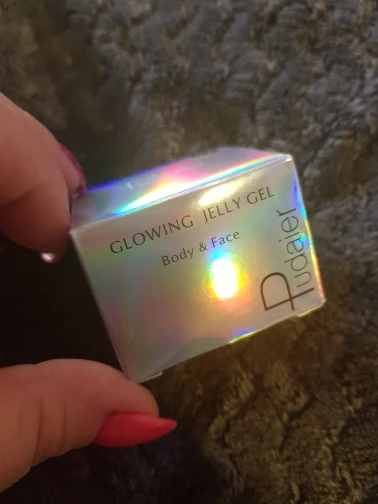 GLOWING JELLY GEL
Body & Face
Pudaier